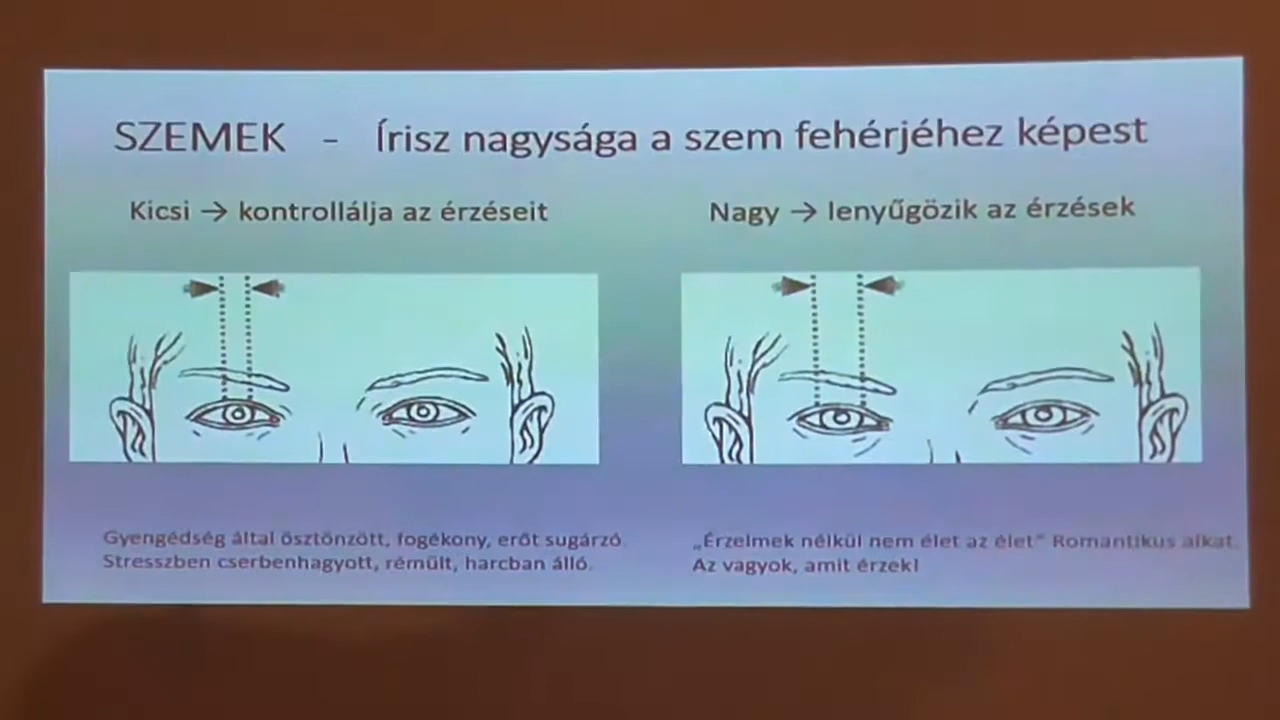 SZEMEK - Írisz nagysága a szem fehérjéhez képest
Kicsi → kontrollálja az érzéseit
Nagy → lenyűgözik az érzések
Gyengédség által ösztönzött, fogékony, erőt sugárzó.
Stresszben cserbenhagyott, rémült, harcban álló.
„Érzelmek nélkül nem élet az élet" Romantikus alkat.
Az vagyok, amit érzek!